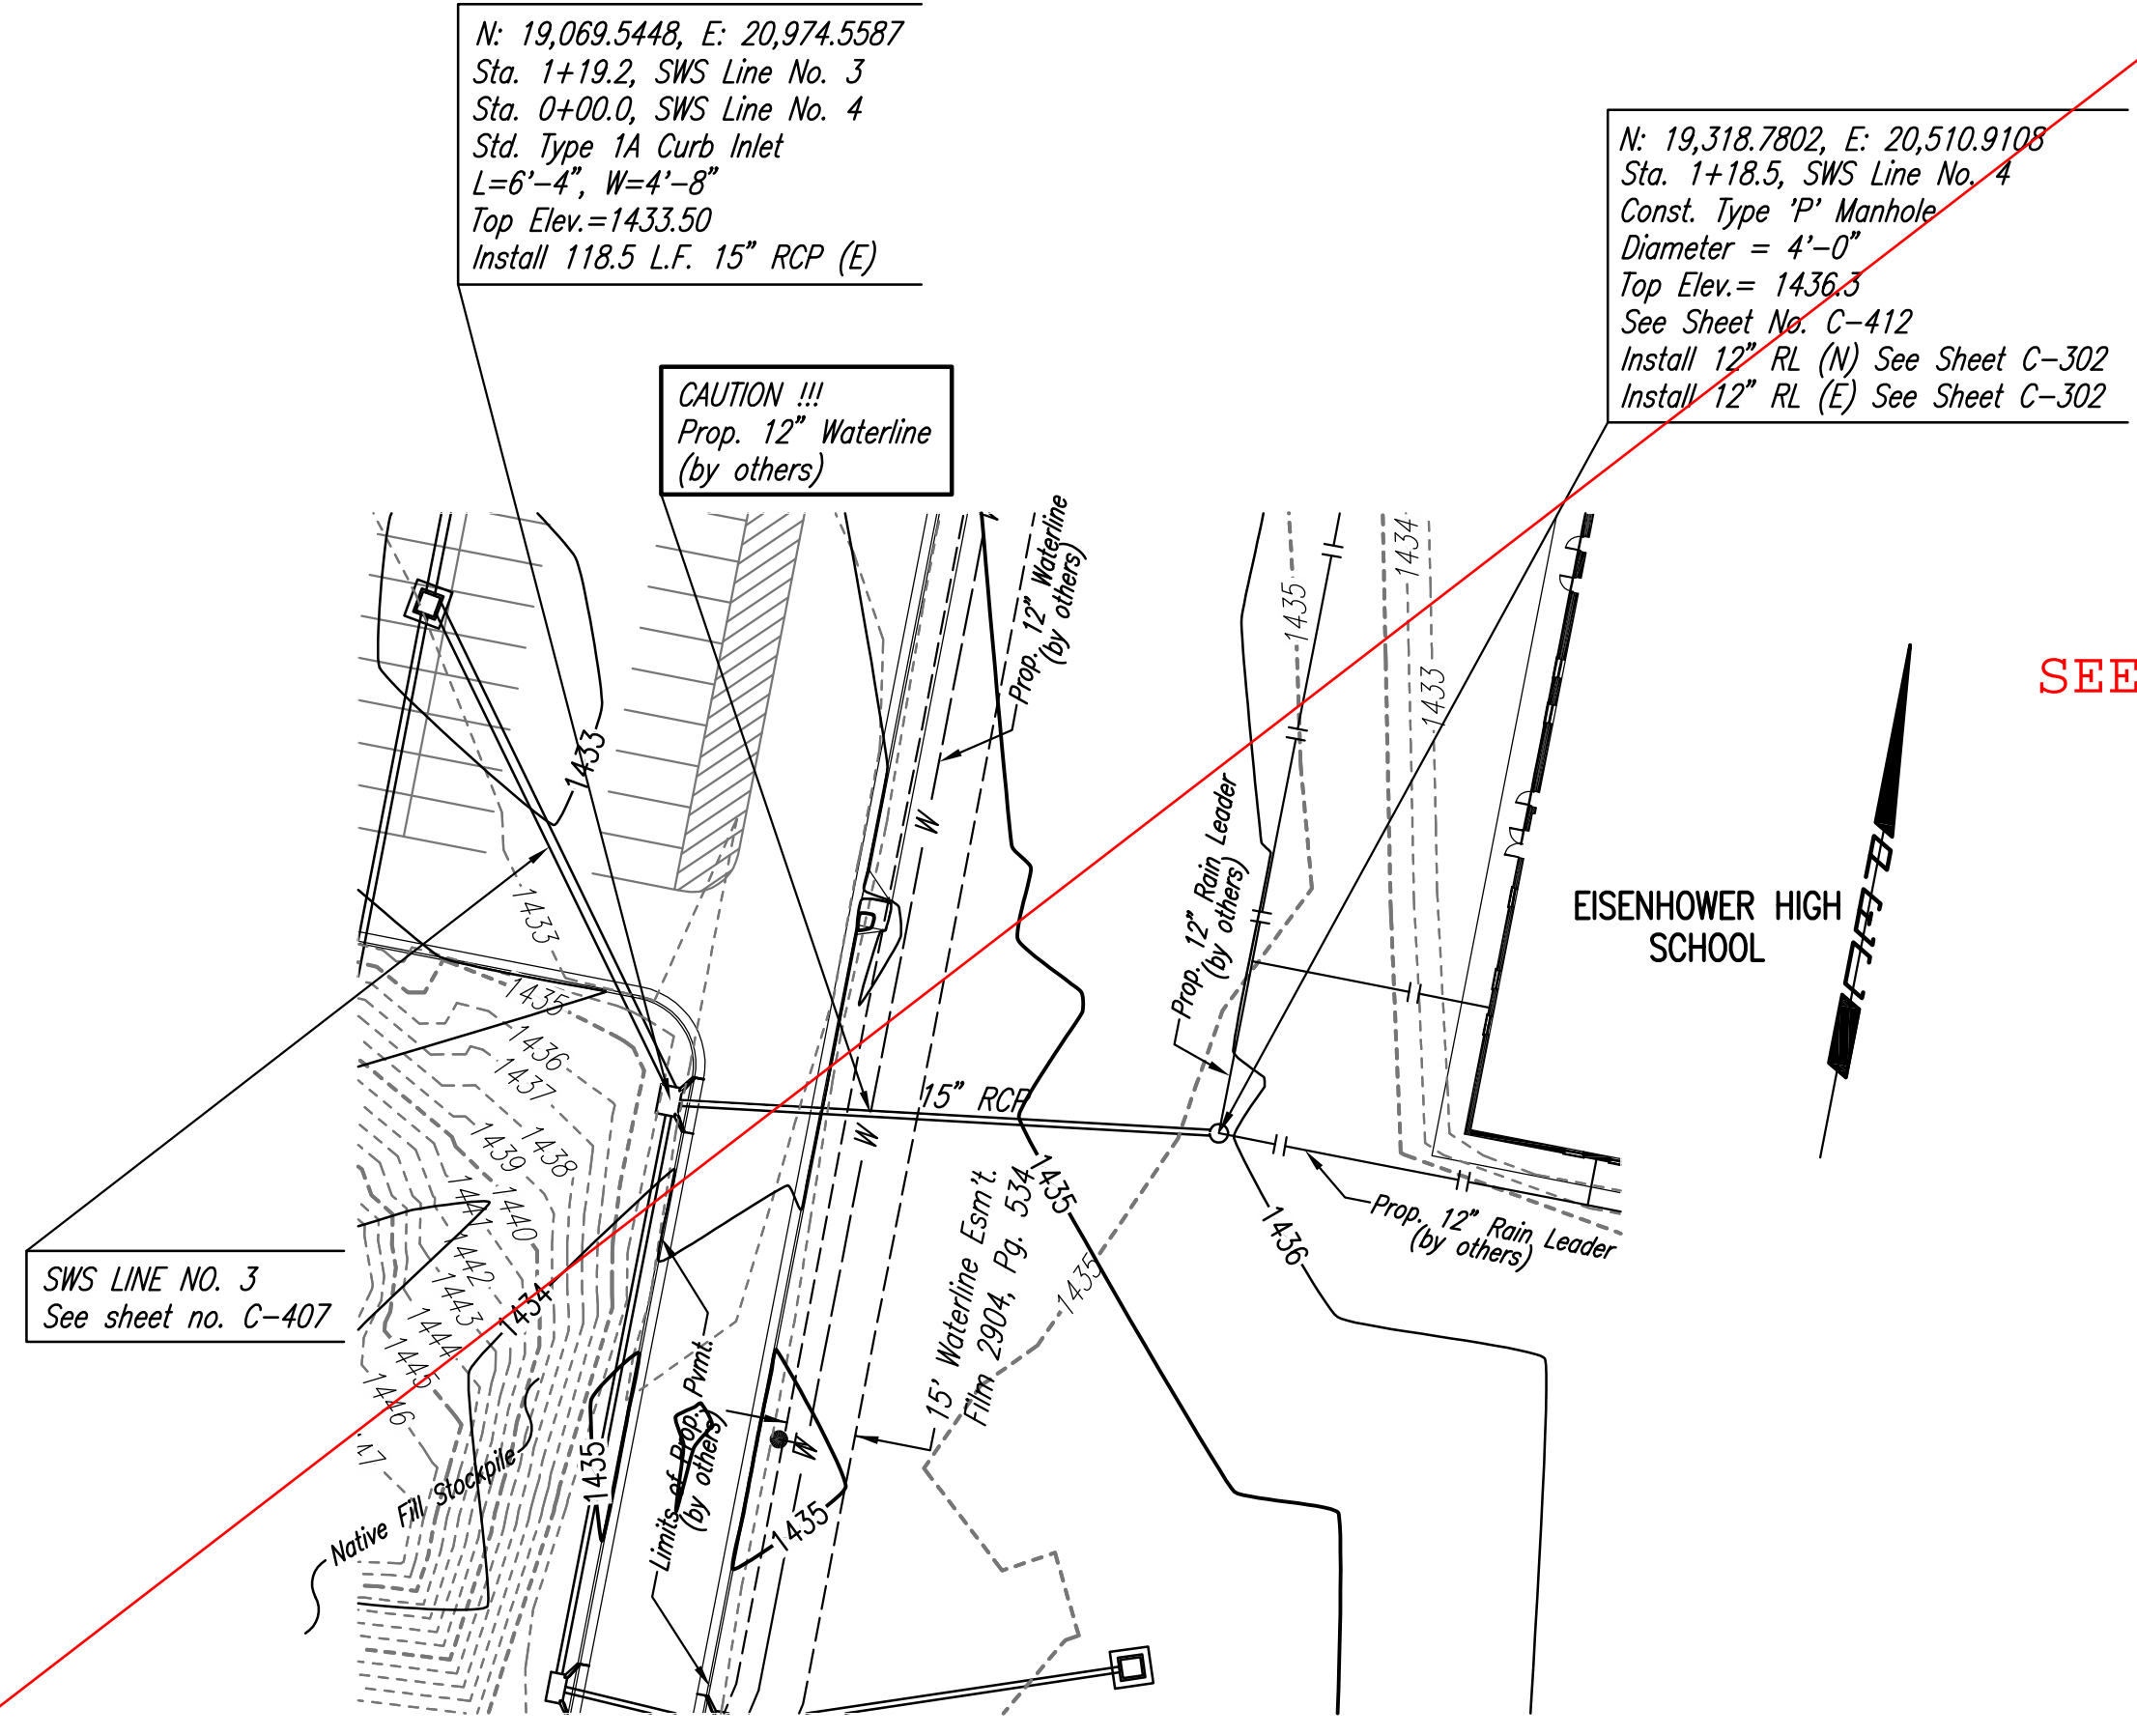 N: 19,069.5448, E: 20,974.5587
Sta. 1+19.2, SWS Line No. 3
Sta. 0+00.0, SWS Line No. 4
Std. Type 1A Curb Inlet
L=6'-4", W=4'-8"
Top Elev.=1433.50
Install 118.5 L.F. 15" RCP (E)
N: 19,318.7802, E: 20,510.9108
Sta. 1+18.5, SWS Line No. 4
Const. Type 'P' Manhole
Diameter = 4'-0"
Top Elev.= 1436.3
See Sheet No. C-412
Install 12" RL (N) See Sheet C-302
Install 12" RL (E) See Sheet C-302
CAUTION !!!
Prop. 12" Waterline
(by others)
Prop. 12" Waterline
(by others)
1435
1434
1433
SEE
1433
W
Prop. 12" Rain Leader
(by others)
EISENHOWER HIGH
SCHOOL
1433
1435
1436
1437
15" RCP
W
1438
1439
1440
1441
1442
1443
1444
1445
1446
1434
1435
1436
1435
Prop. 12" Rain Leader
(by others)
15' Waterline Esm't.
Film 2904, Pg. 534
SWS LINE NO. 3
See sheet no. C-407
Limits of Prop. Pvmt.
(by others)
W
1435
1435
Native Fill Stockpile